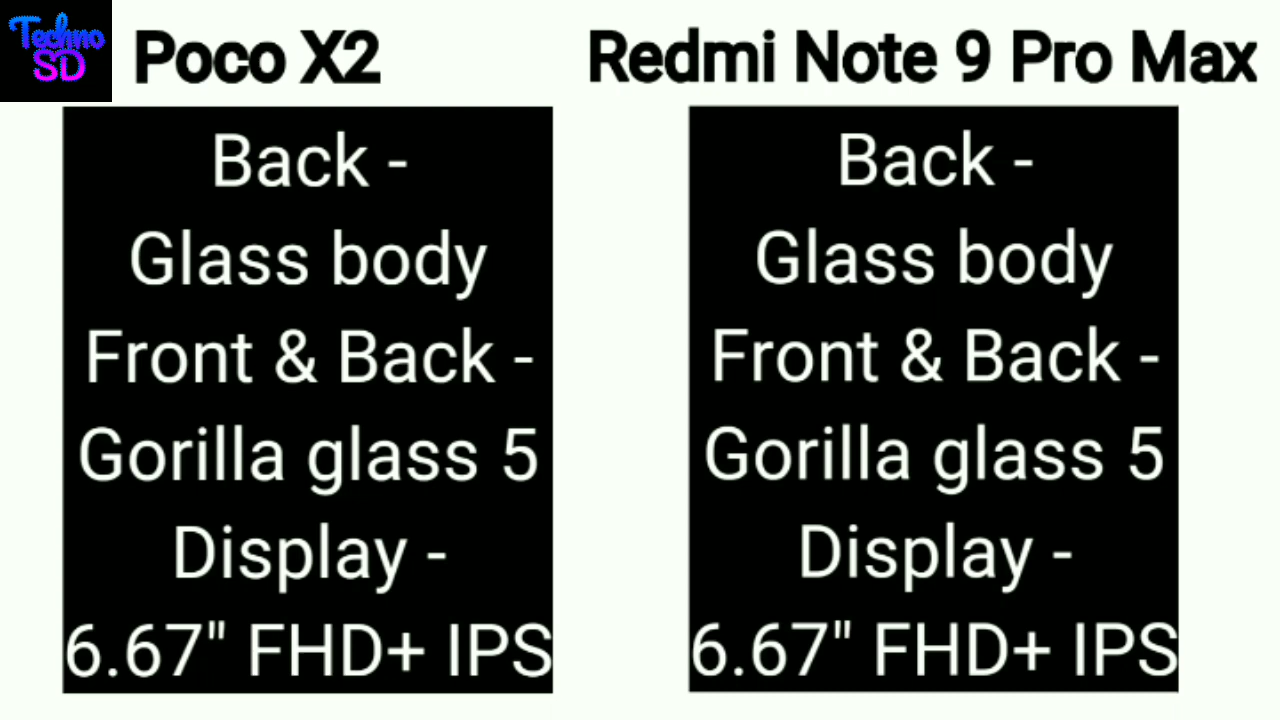 Techno
SD
Poco X2
Redmi Note 9 Pro Max
Back -
Glass body
Front & Back -
Gorilla glass 5
Display -
6.67" FHD+ IPS
Back -
Glass body
Front & Back -
Gorilla glass 5
Display -
6.67" FHD+ IPS